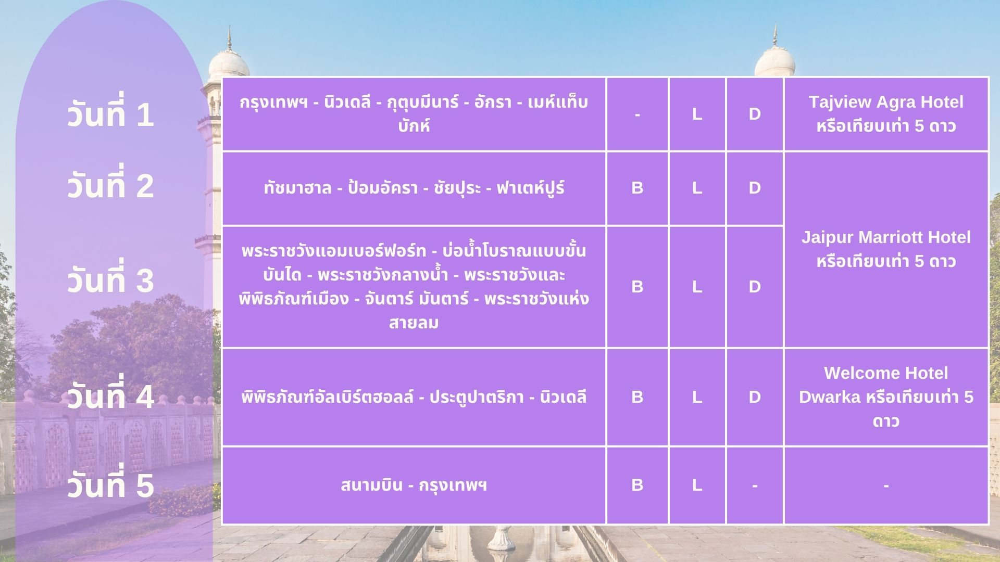 วันที่ 1
กรุงเทพฯ - นิวเดลี - กุตุบมีนาร์ - อักรา - เมห์แท็บ
บักห์
-
L
D
Tajview Agra Hotel
หรือเทียบเท่า 5 ดาว
วันที่ 2
ทัชมาฮาล - ป้อมอัครา - ชัยปุระ - ฟาเตห์ปูร์
B
L
D
Jaipur Marriott Hotel
หรือเทียบเท่า 5 ดาว
วันที่ 3
พระราชวังแอมเบอร์ฟอร์ท - บ่อน้ำโบราณแบบขั้น
บันได - พระราชวังกลางน้ำ - พระราชวังและ
พิพิธภัณฑ์เมือง - จันตาร์ มันตาร์ - พระราชวังแห่ง
สายลม
B
L
D
วันที่ 4
พิพิธภัณฑ์อัลเบิร์ตฮอลล์ - ประตูปาตริกา - นิวเดลี
B
L
D
Welcome Hotel
Dwarka หรือเทียบเท่า 5
ดาว
วันที่ 5
สนามบิน - กรุงเทพฯ
B
L
-
-